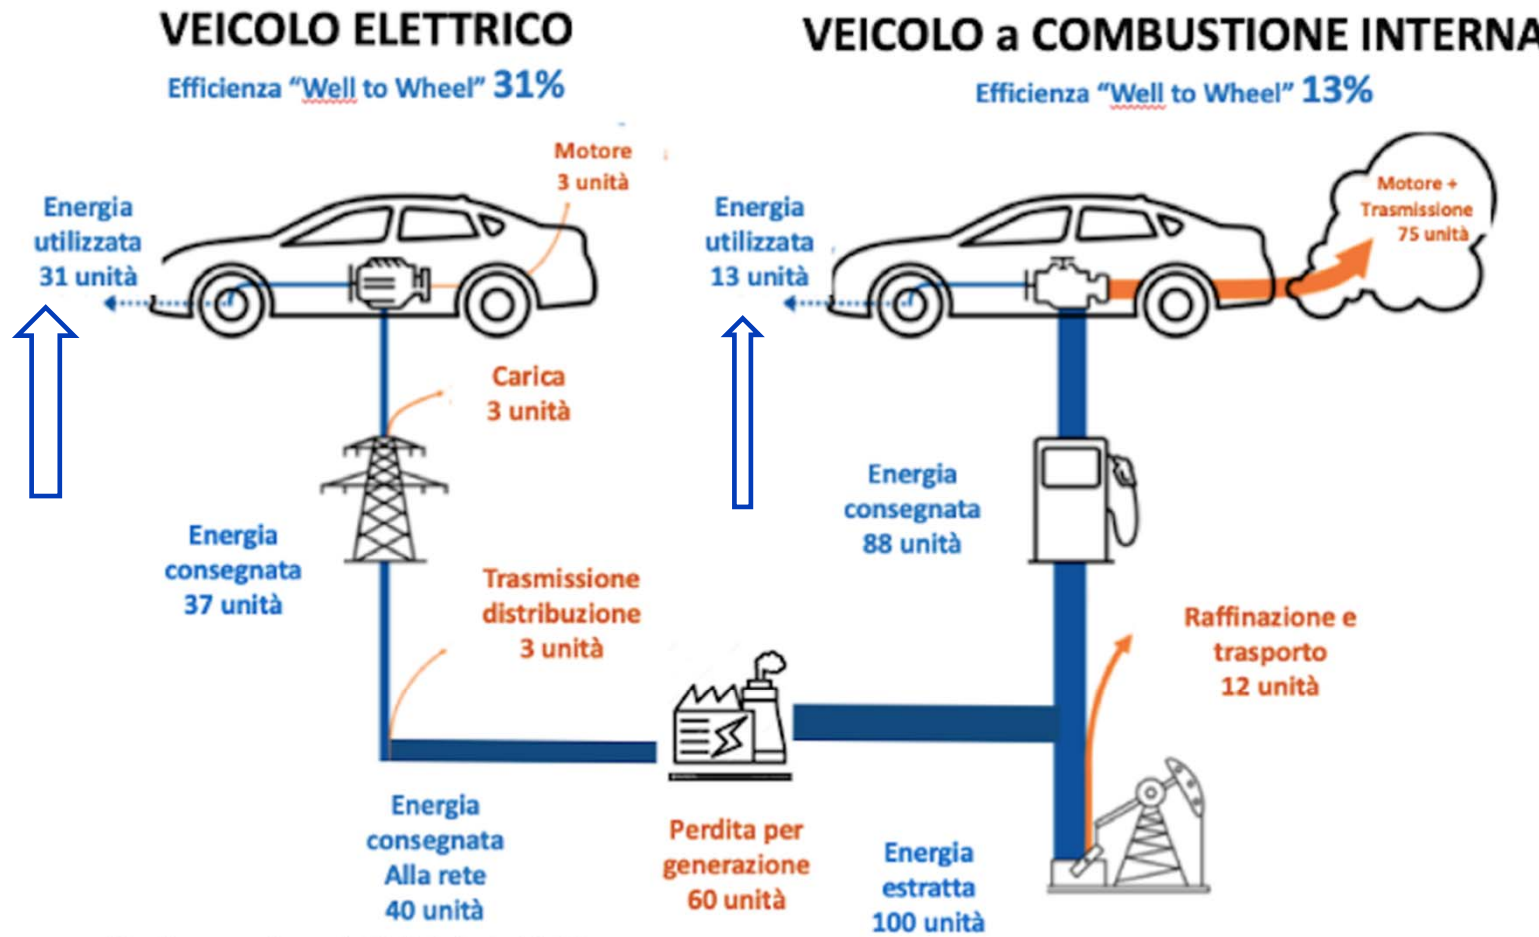 VEICOLO ELETTRICO
Efficienza “Well to Wheel” 31%
Motore
3 unità
Energia
utilizzata
31 unità
Carica
3 unità
Energia
consegnata
37 unità
Trasmissione
distribuzione
3 unità
Energia
consegnata
Alla rete
40 unità
Perdita per
generazione
60 unità
VEICOLO a COMBUSTIONE INTERNA
Efficienza “Well to Wheel” 13%
Motore +
Trasmissione
75 unità
Energia
utilizzata
13 unità
Energia
consegnata
88 unità
Raffinazione e
trasporto
12 unità
Energia
estratta
100 unità